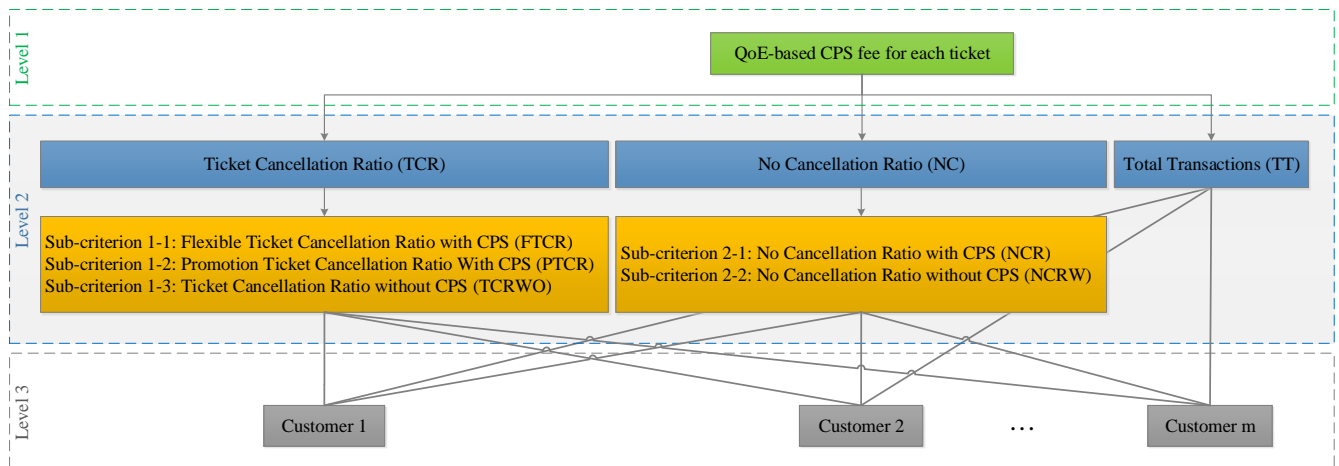 Level 1
QoE-based CPS fee for each ticket
Level 2
Ticket Cancellation Ratio (TCR)
No Cancellation Ratio (NC)
Total Transactions (TT)
Sub-criterion 1-1: Flexible Ticket Cancellation Ratio with CPS (FTCR)
Sub-criterion 1-2: Promotion Ticket Cancellation Ratio With CPS (PTCR)
Sub-criterion 1-3: Ticket Cancellation Ratio without CPS (TCRWO)
Sub-criterion 2-1: No Cancellation Ratio with CPS (NCR)
Sub-criterion 2-2: No Cancellation Ratio without CPS (NCRW)
Level 3
Customer 1
Customer 2
...
Customer m